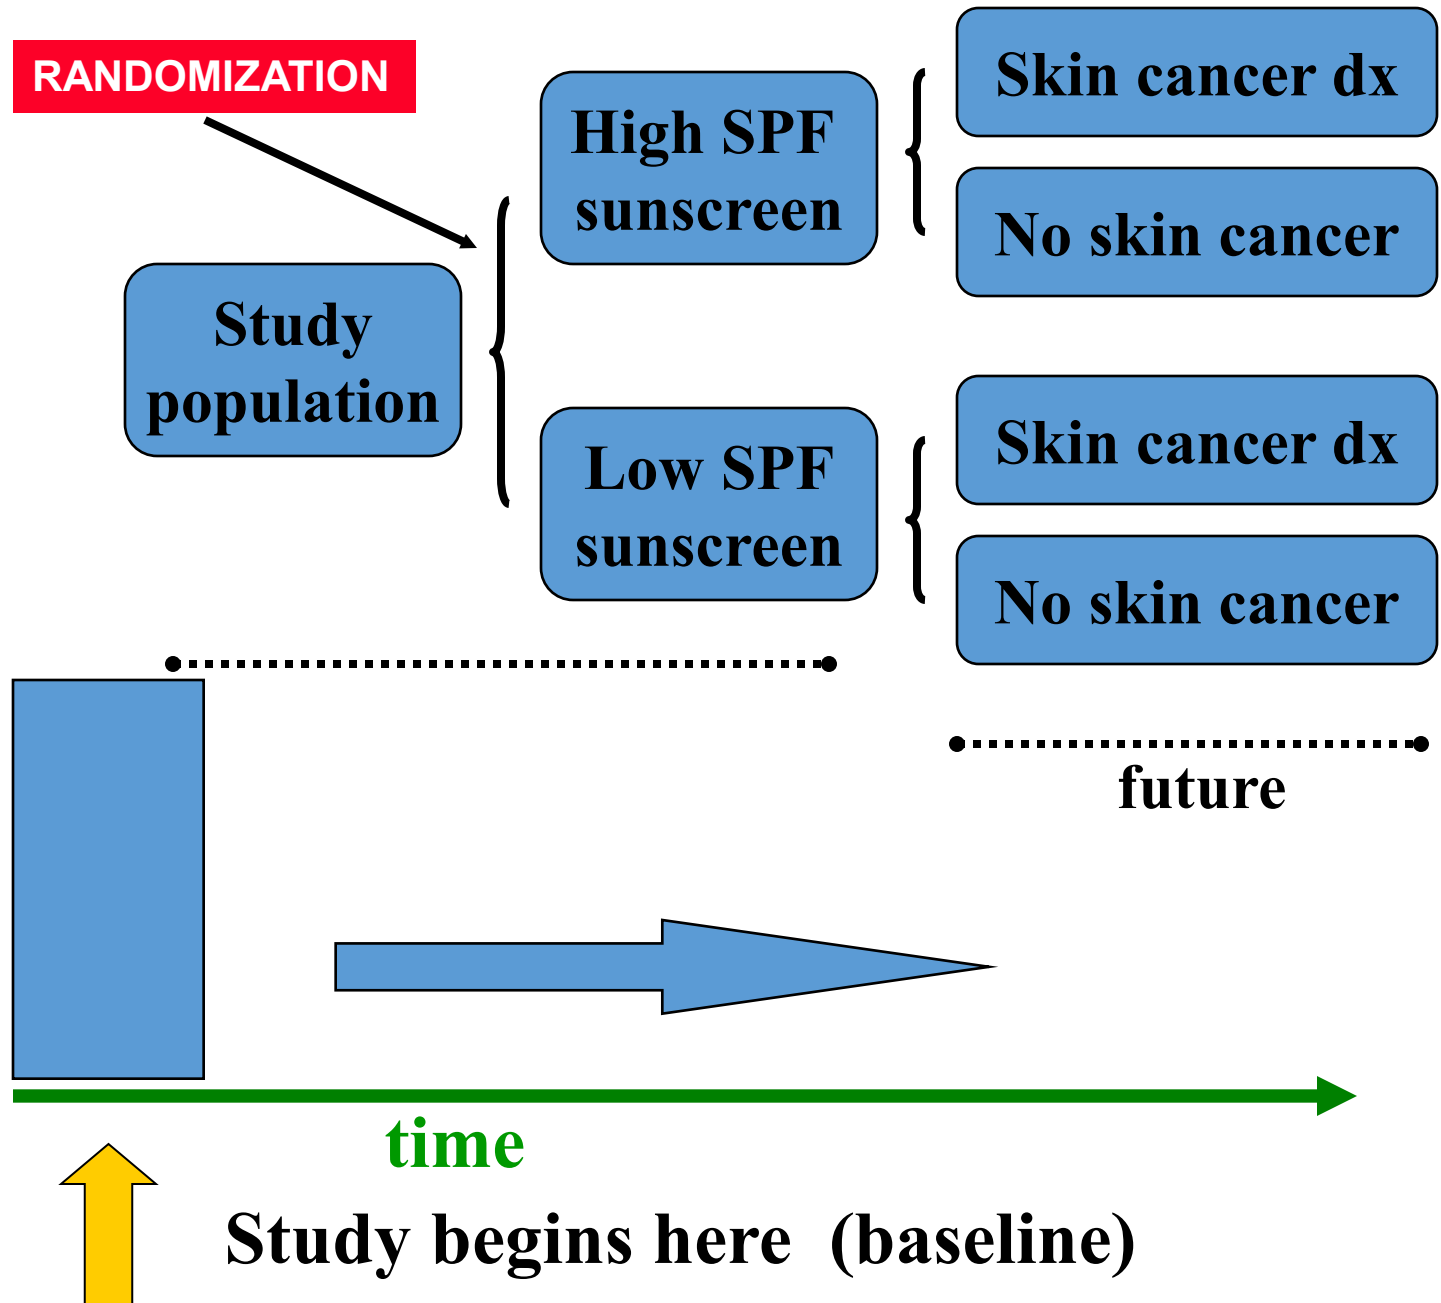 RANDOMIZATION
Study
population
High SPF
sunscreen
Skin cancer dx
No skin cancer
Low SPF
sunscreen
Skin cancer dx
No skin cancer
future
time
Study begins here (baseline)